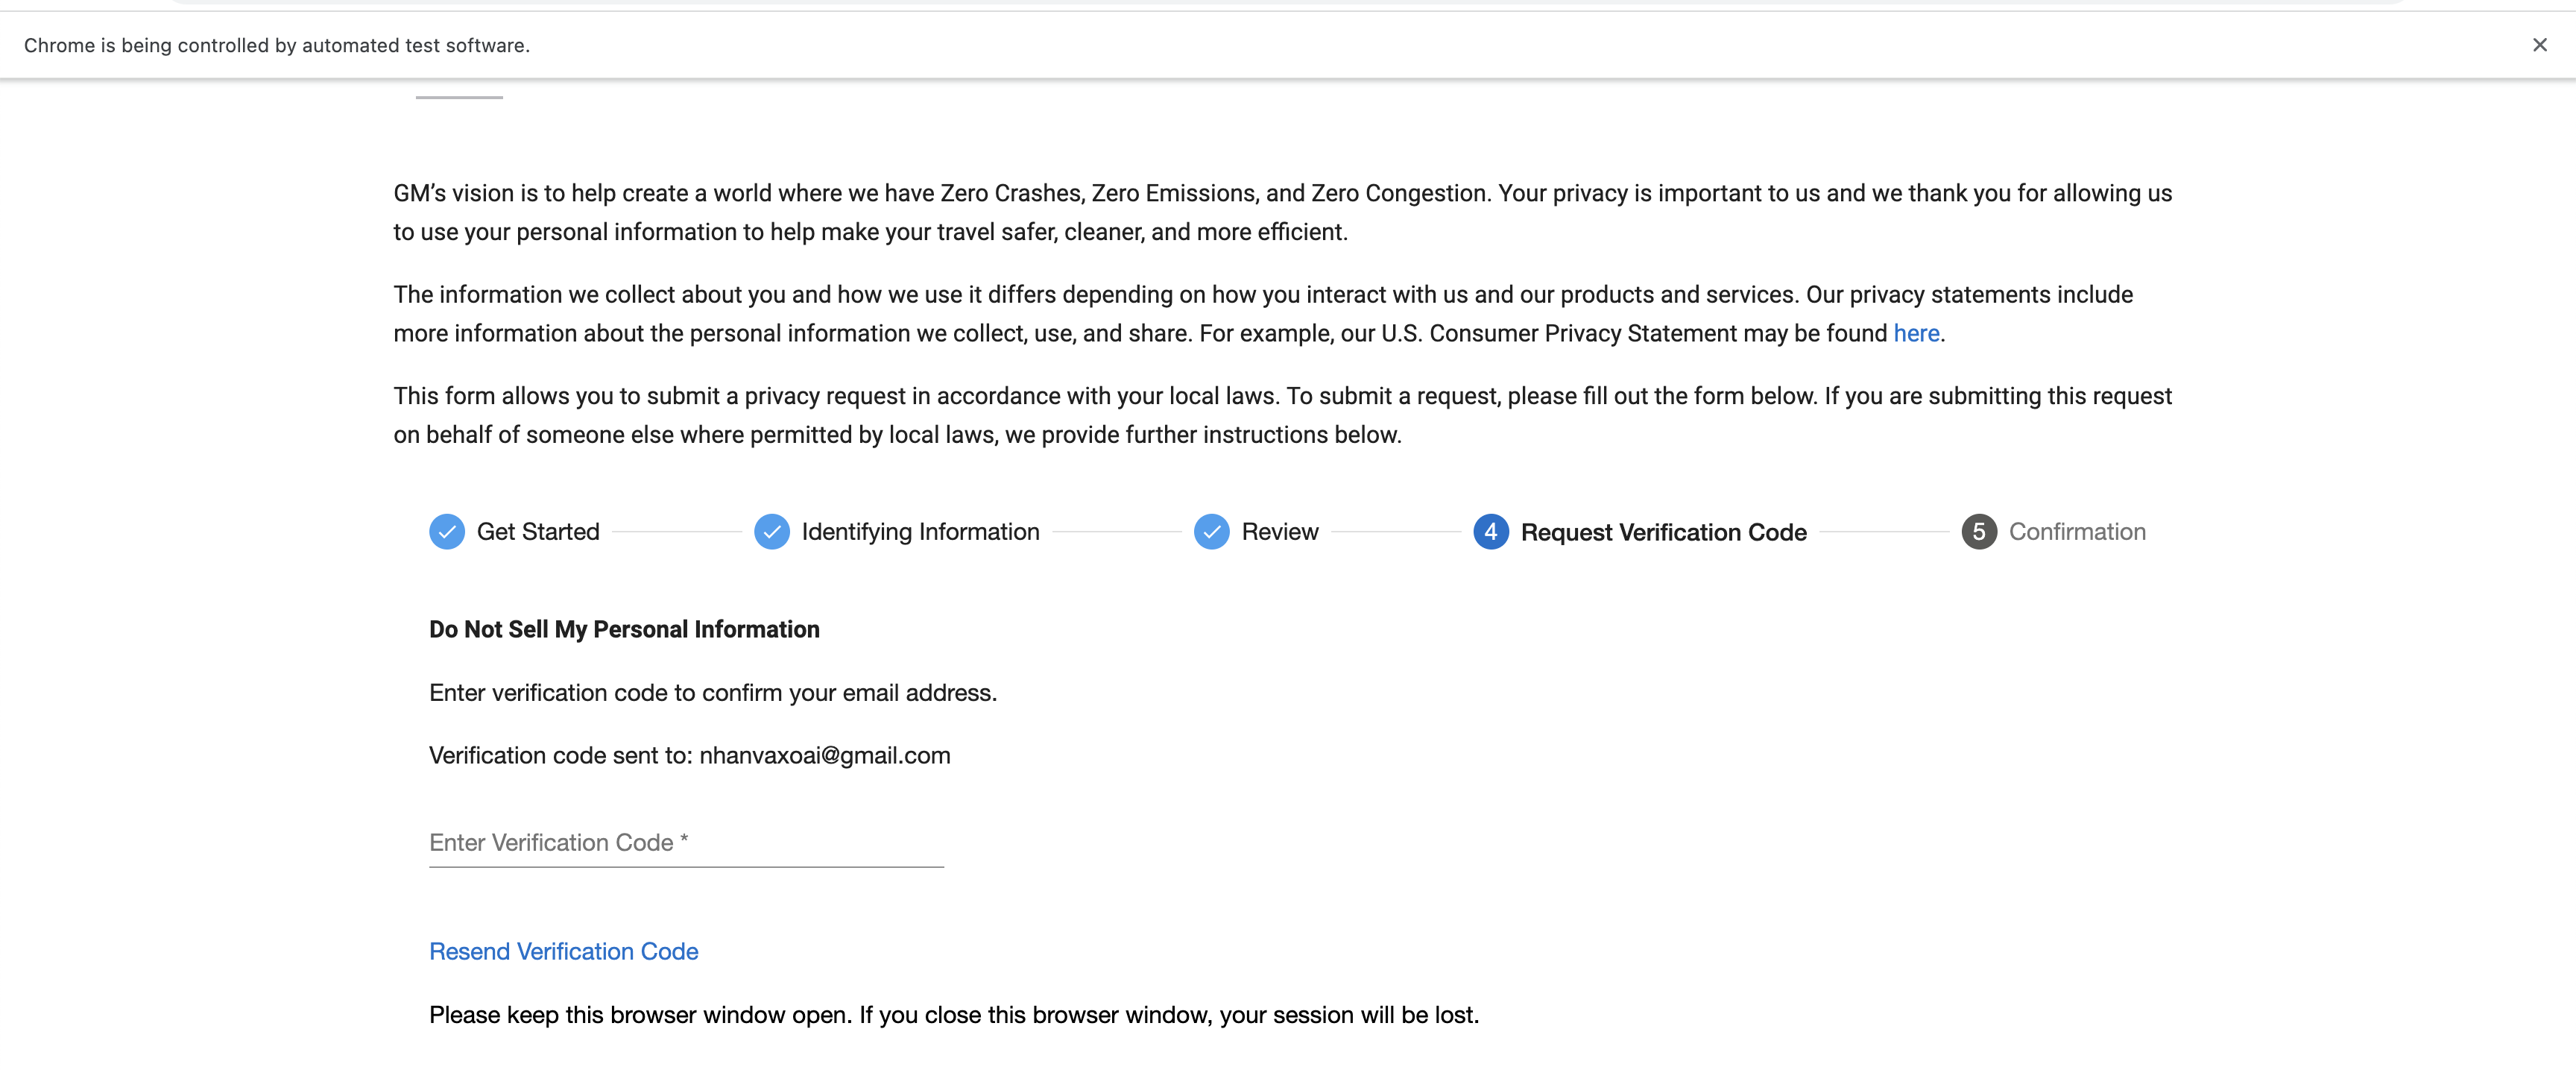 Chrome is being controlled by automated test software.
GM’s vision is to help create a world where we have Zero Crashes, Zero Emissions, and Zero Congestion. Your privacy is important to us and we thank you for allowing us
to use your personal information to help make your travel safer, cleaner, and more efficient.
The information we collect about you and how we use it differs depending on how you interact with us and our products and services. Our privacy statements include
more information about the personal information we collect, use, and share. For example, our U.S. Consumer Privacy Statement may be found here.
This form allows you to submit a privacy request in accordance with your local laws. To submit a request, please fill out the form below. If you are submitting this request
on behalf of someone else where permitted by local laws, we provide further instructions below.
Get Started Identifying Information Review 4 Request Verification Code 5 Confirmation
Do Not Sell My Personal Information
Enter verification code to confirm your email address.
Verification code sent to: nhanvaxoai@gmail.com
Enter Verification Code *
Resend Verification Code
Please keep this browser window open. If you close this browser window, your session will be lost.